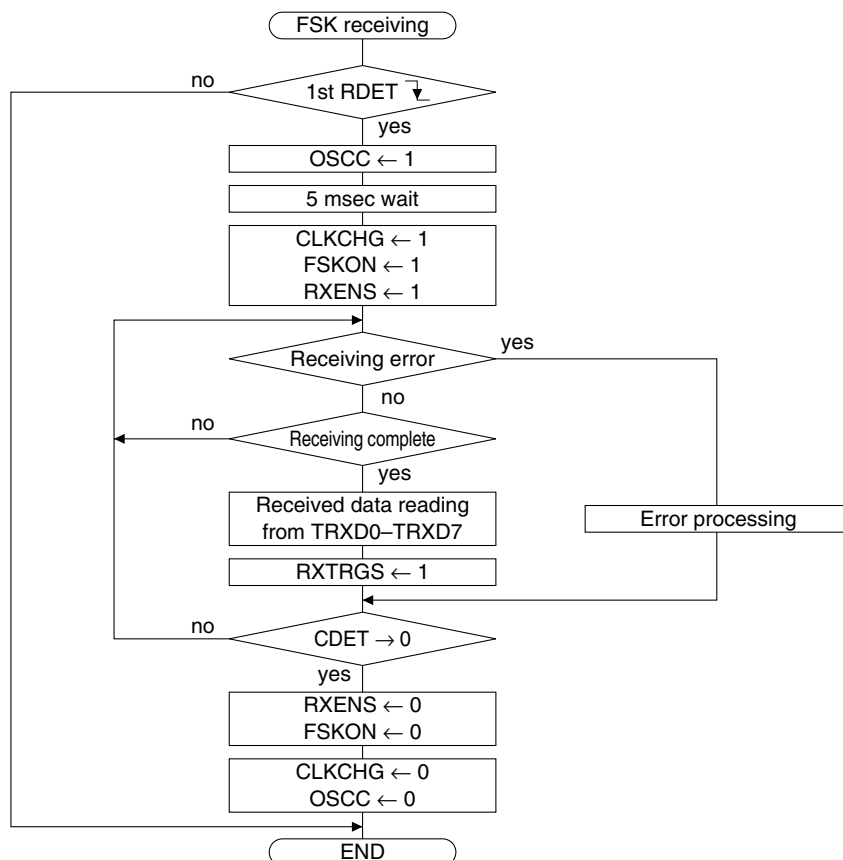 FSK receiving
no
1st RDET
yes
OSCC ← 1
5 msec wait
CLKCHG ← 1
FSKON ← 1
RXENS ← 1
Receiving error
yes
no
no
Receiving complete
yes
Received data reading
from TRXD0–TRXD7
Error processing
RXTRGS ← 1
no
CDET → 0
yes
RXENS ← 0
FSKON ← 0
CLKCHG ← 0
OSCC ← 0
END